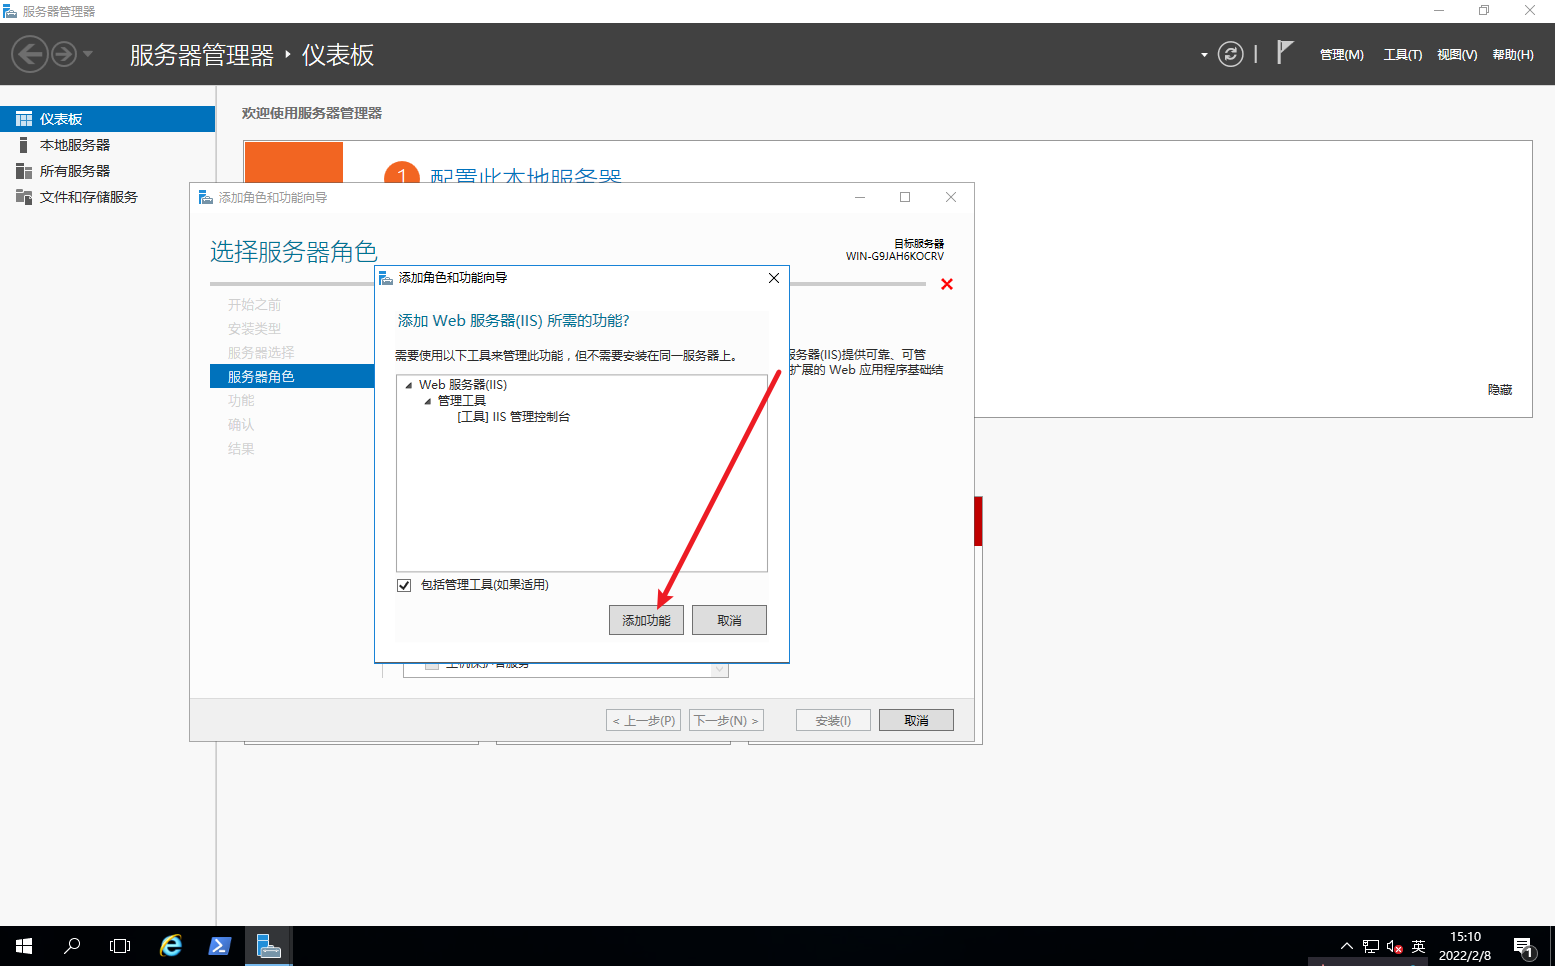 服务器管理器
服务器管理器 · 仪表板
管理(M) 工具(T) 视图(V) 帮助(H)
仪表板
本地服务器
所有服务器
文件和存储服务
欢迎使用服务器管理器
1 配置此本地服务器
添加角色和功能向导
选择服务器角色
目标服务器
WIN-G9JAH6KOCRV
开始之前
安装类型
服务器选择
服务器角色
功能
确认
结果
添加角色和功能向导
添加 Web 服务器(IIS) 所需的功能?
需要使用以下工具来管理此功能，但不需要安装在同一服务器上。
Web 服务器(IIS)
管理工具
[工具] IIS 管理控制台
包括管理工具(如果适用)
添加功能 取消
服务器(IIS)提供可靠、可管
扩展的 Web 应用程序基础结
隐藏
< 上一步(P) 下一步(N) > 安装(I) 取消
英
15:10
2022/2/8
1